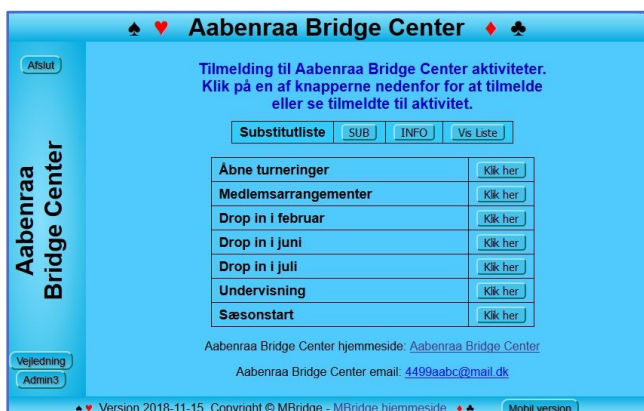 ♠ ♥ Aabenraa Bridge Center ♦ ♣
Afslut
Aabenraa
Bridge Center
Vejledning
Admin3
Tilmelding til Aabenraa Bridge Center aktiviteter.
Klik på en af knapperne nedenfor for at tilmelde
eller se tilmeldte til aktivitet.
Substitutliste SUB INFO Vis Liste
Åbne turneringer Klik her
Medlemsarrangementer Klik her
Drop in i februar Klik her
Drop in i juni Klik her
Drop in i juli Klik her
Undervisning Klik her
Sæsonstart Klik her
Aabenraa Bridge Center hjemmeside: Aabenraa Bridge Center
Aabenraa Bridge Center email: 4499aabc@mail.dk
♠ ♥ Version 2018-11-15 Copyright © MBridge - MBridge hjemmeside ♦ ♣ Mobil version